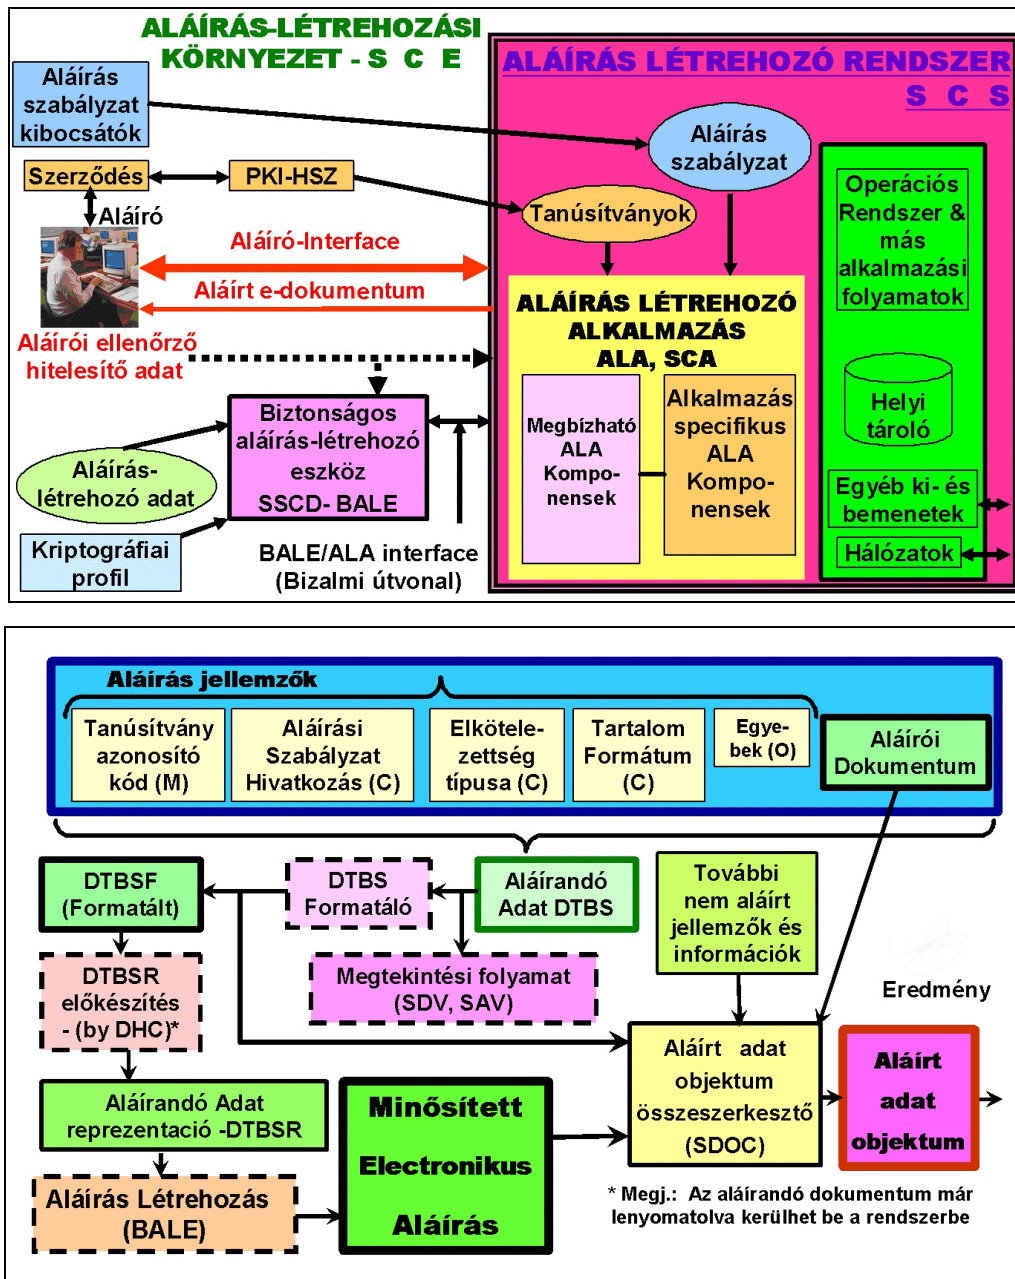 ALÁÍRÁS-LÉTREHOZÁSI
KÖRNYEZET - S C E
ALÁÍRÁS LÉTREHOZÓ RENDSZER
S C S
Aláírás
szabályzat
kibocsátók
Aláírás
szabályzat
Szerződés
PKI-HSZ
Tanúsítványok
Operációs
Rendszer &
más
alkalmazási
folyamatok
Aláíró
Aláíró-Interface
Aláírt e-dokumentum
Aláírói ellenőrző
hitelesítő adat
ALÁÍRÁS LÉTREHOZÓ
ALKALMAZÁS
ALA, SCA
Megbízható
ALA
Kompo-
nensek
Alkalmazás
specifikus
ALA
Kompo-
nensek
Helyi
tároló
Biztonságos
aláírás-létrehozó
eszköz
SSCD- BALE
Aláírás-
létrehozó adat
Egyéb ki- és
bemenetek
Hálózatok
Kriptográfiai
profil
BALE/ALA interface
(Bizalmi útvonal)
Aláírás jellemzők
Tanúsítvány
azonosító
kód (M)
Aláírási
Szabályzat
Hivatkozás (C)
Elkötele-
zettség
típusa (C)
Tartalom
Formátum
(C)
Egye-
bek (O)
Aláírói
Dokumentum
DTBSF
(Formatált)
DTBS
Formatáló
Aláírandó
Adat DTBS
További
nem aláírt
jellemzők és
információk
Megtekintési folyamat
(SDV, SAV)
DTBSR
előkészítés
- (by DHC)*
Eredmény
Aláírt adat
objektum
összeszerkesztő
(SDOC)
Aláírt
adat
objektum
Aláírandó Adat
reprezentació -DTBSR
Minősített
Electronikus
Aláírás
Aláírás Létrehozás
(BALE)
* Megj.: Az aláírandó dokumentum már
lenyomatolva kerülhet be a rendszerbe